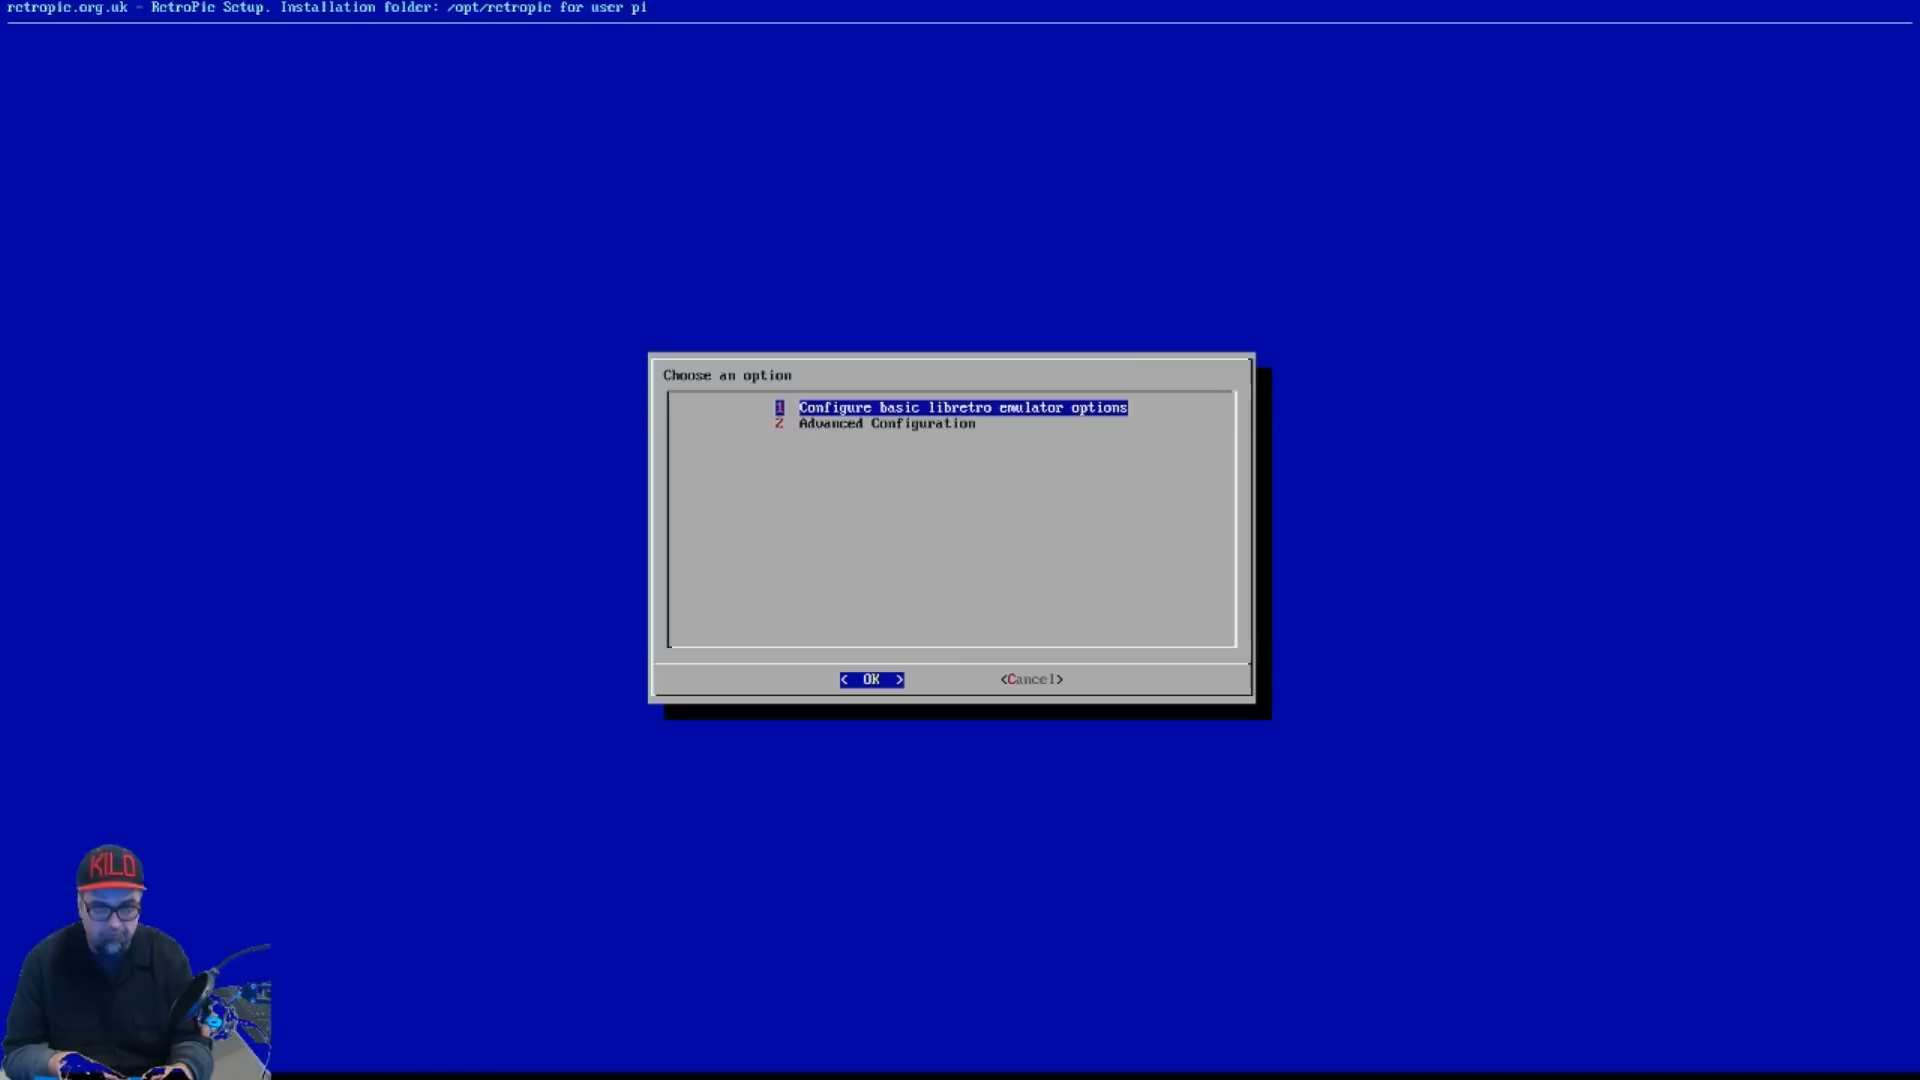 retropie.org.uk - RetroPie Setup. Installation folder: /opt/retropie for user pi
Choose an option
1 Configure basic libretro emulator options
2 Advanced Configuration
< OK > <Cancel>
KILO